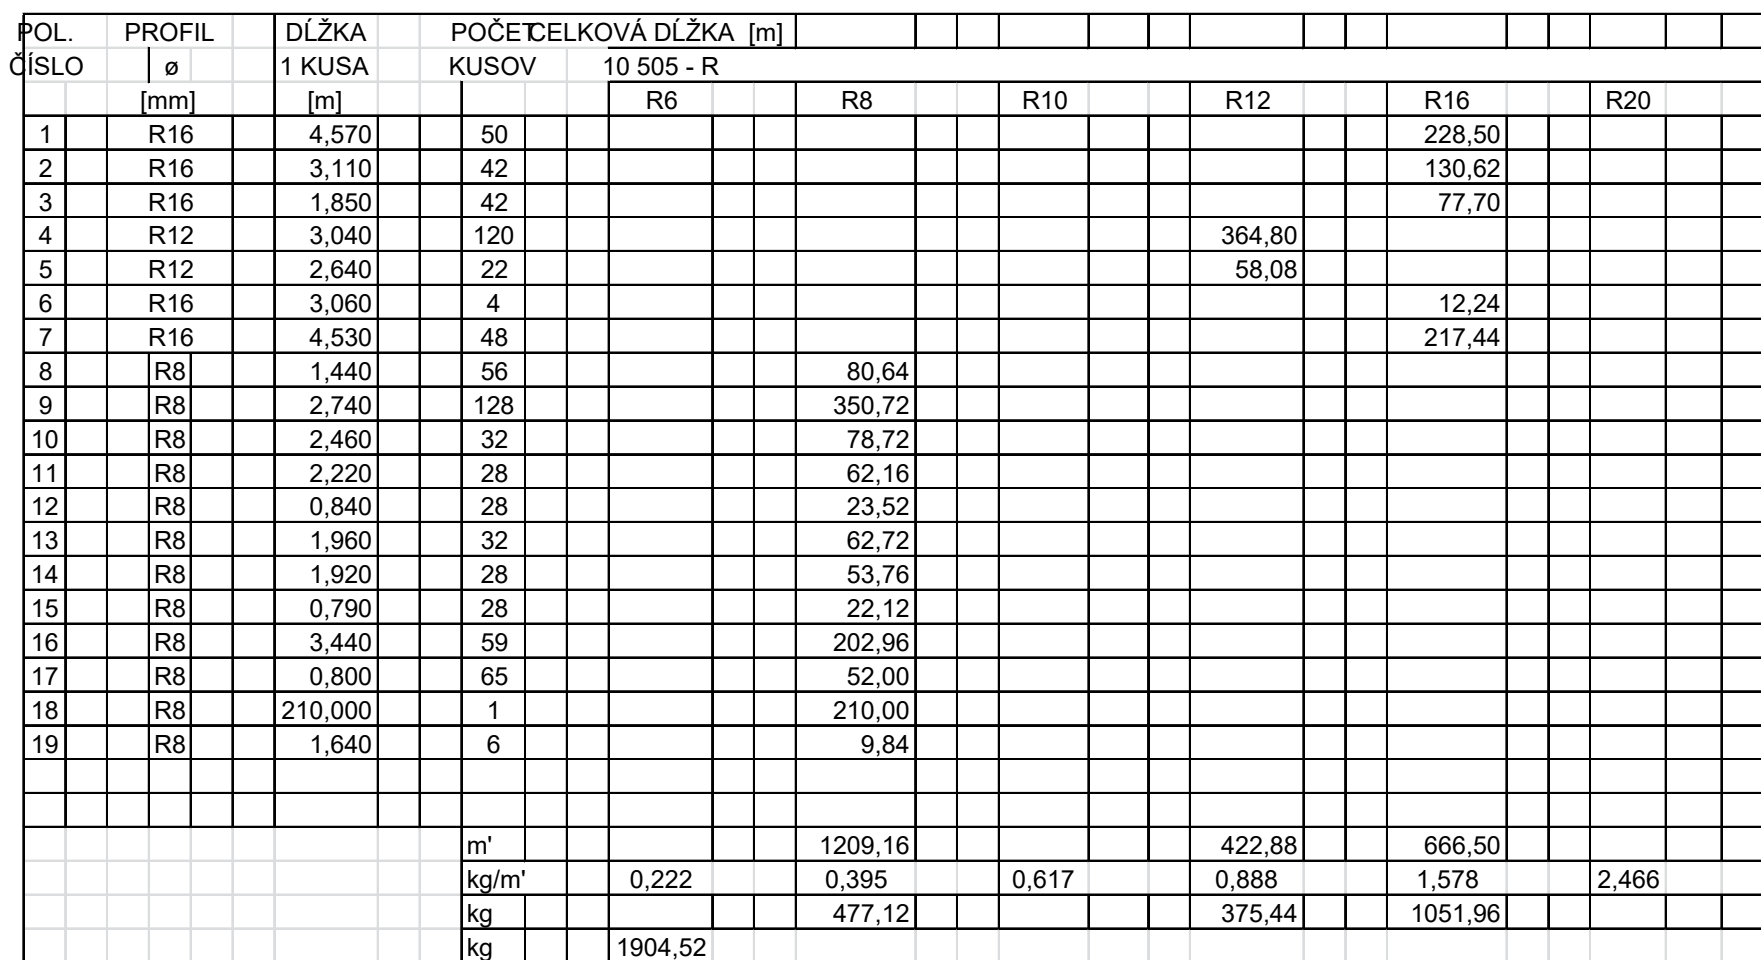 POL. PROFIL DĹŽKA POČET CELKOVÁ DĹŽKA [m]
ČÍSLO ø 1 KUSA KUSOV 10 505 - R
[mm] [m] R6 R8 R10 R12 R16 R20
1 R16 4,570 50 228,50
2 R16 3,110 42 130,62
3 R16 1,850 42 77,70
4 R12 3,040 120 364,80
5 R12 2,640 22 58,08
6 R16 3,060 4 12,24
7 R16 4,530 48 217,44
8 R8 1,440 56 80,64
9 R8 2,740 128 350,72
10 R8 2,460 32 78,72
11 R8 2,220 28 62,16
12 R8 0,840 28 23,52
13 R8 1,960 32 62,72
14 R8 1,920 28 53,76
15 R8 0,790 28 22,12
16 R8 3,440 59 202,96
17 R8 0,800 65 52,00
18 R8 210,000 1 210,00
19 R8 1,640 6 9,84
m' 1209,16 422,88 666,50
kg/m' 0,222 0,395 0,617 0,888 1,578 2,466
kg 477,12 375,44 1051,96
kg 1904,52